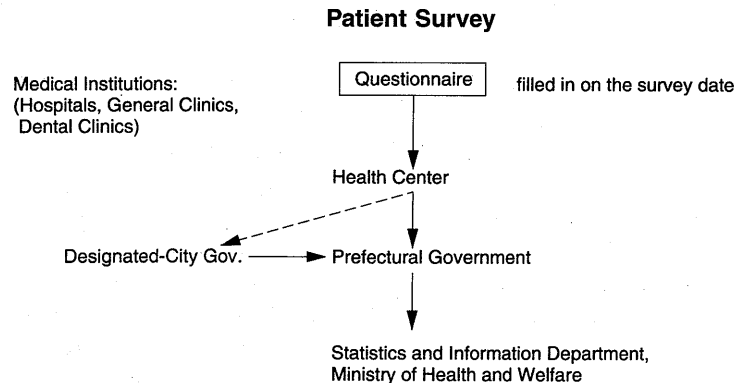 Patient Survey
Medical Institutions:
(Hospitals, General Clinics,
Dental Clinics)
Questionnaire
filled in on the survey date
Health Center
Designated-City Gov.
Prefectural Government
Statistics and Information Department,
Ministry of Health and Welfare